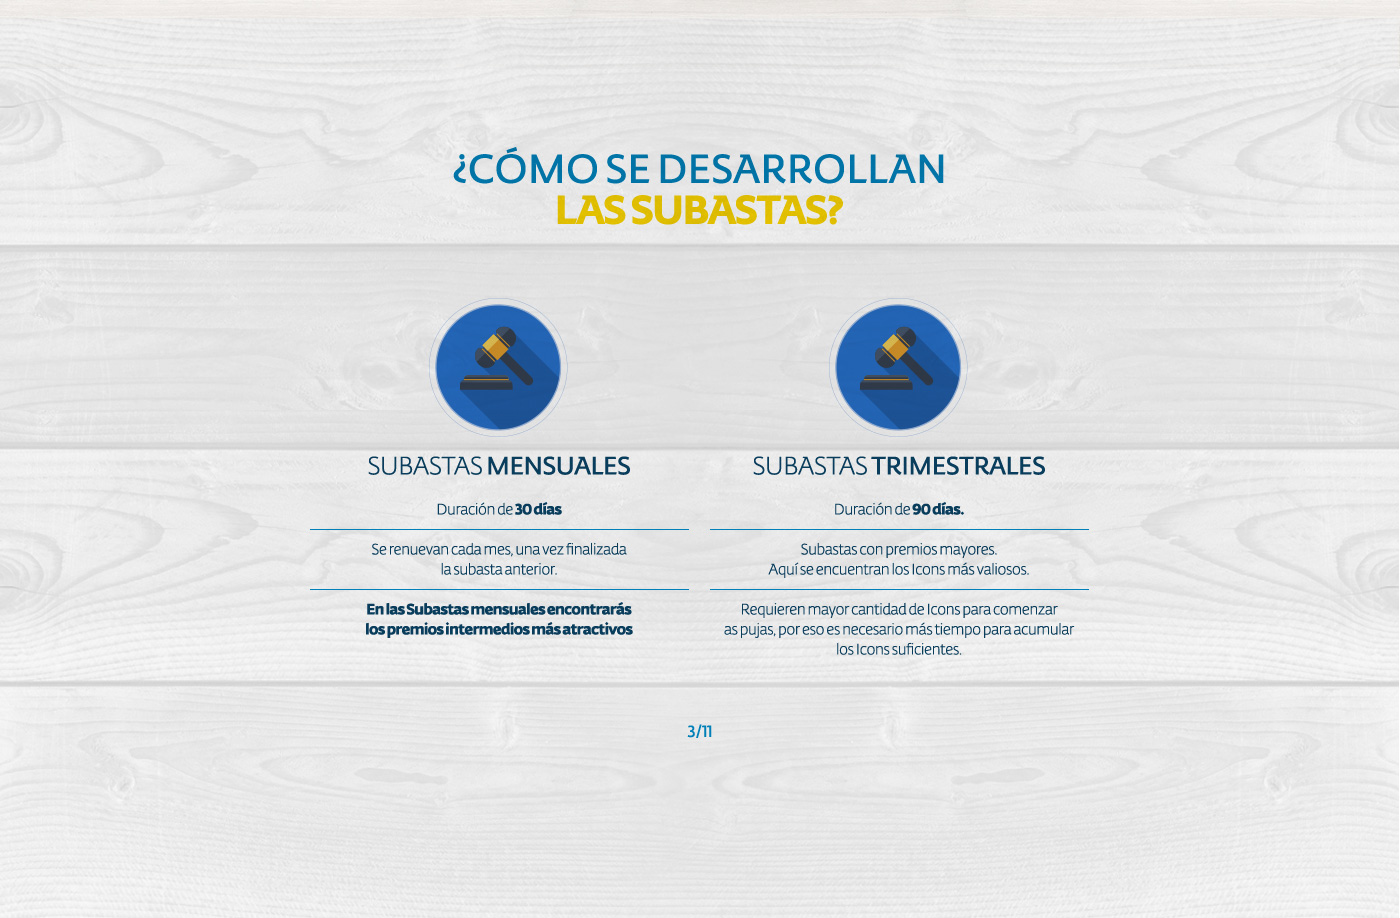 ¿CÓMO SE DESARROLLAN
LAS SUBASTAS?
SUBASTAS MENSUALES
Duración de 30 días
Se renuevan cada mes, una vez finalizada
la subasta anterior.
En las Subastas mensuales encontrarás
los premios intermedios más atractivos
SUBASTAS TRIMESTRALES
Duración de 90 días.
Subastas con premios mayores.
Aquí se encuentran los Icons más valiosos.
Requieren mayor cantidad de Icons para comenzar
as pujas, por eso es necesario más tiempo para acumular
los Icons suficientes.
3/11